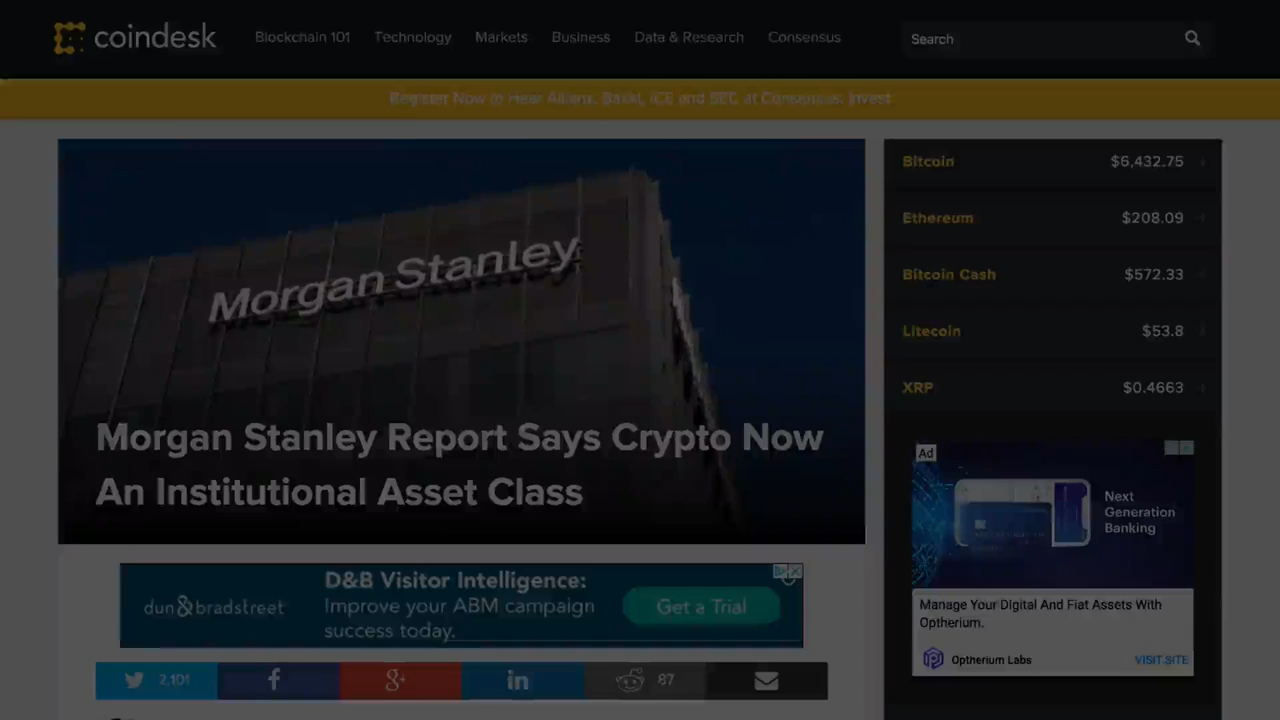 coindesk
Blockchain 101 Technology Markets Business Data & Research Consensus
Search
Register Now to Hear Allianz, Bakkt, ICE and SEC at Consensus: Invest
Morgan Stanley
Morgan Stanley Report Says Crypto Now
An Institutional Asset Class
Bitcoin $6,432.75
Ethereum $208.09
Bitcoin Cash $572.33
Litecoin $53.8
XRP $0.4663
Ad
Next
Generation
Banking
Manage Your Digital And Fiat Assets With
Optherium.
Optherium Labs VISIT SITE
dun&bradstreet
D&B Visitor Intelligence:
Improve your ABM campaign
success today.
Get a Trial
2,101
87